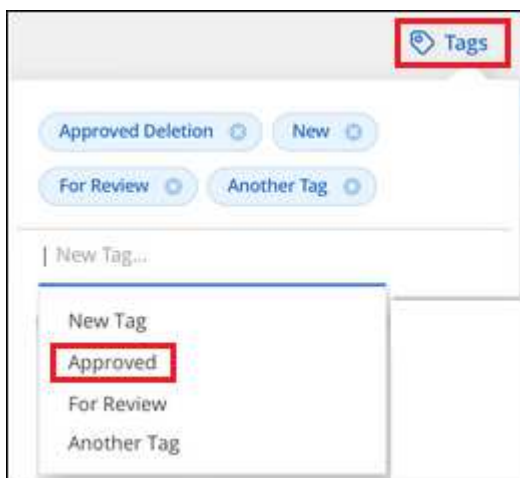 Tags
Approved Deletion New
For Review Another Tag
New Tag...
New Tag
Approved
For Review
Another Tag